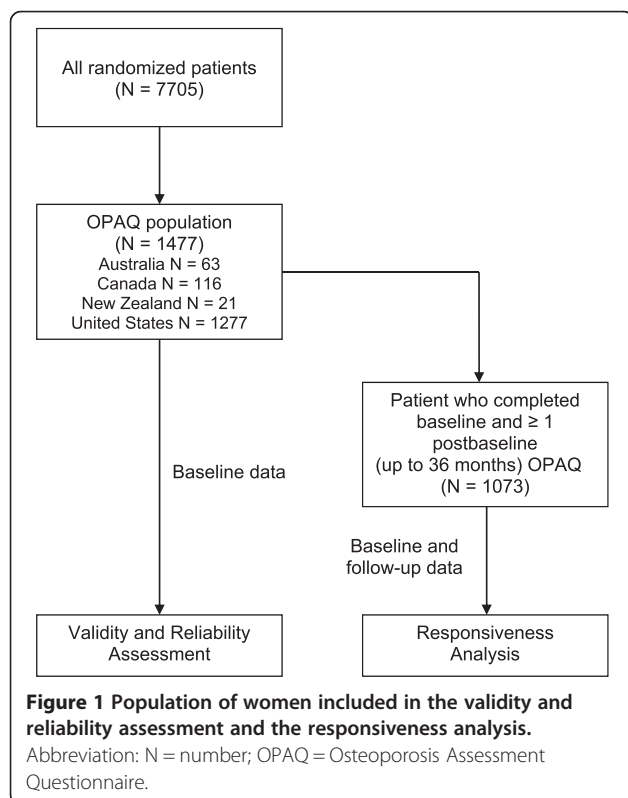 All randomized patients
(N = 7705)
OPAQ population
(N = 1477)
Australia N = 63
Canada N = 116
New Zealand N = 21
United States N = 1277
Patient who completed
baseline and ≥ 1
postbaseline
(up to 36 months) OPAQ
(N = 1073)
Baseline data
Baseline and
follow-up data
Validity and Reliability
Assessment
Responsiveness
Analysis
Figure 1 Population of women included in the validity and
reliability assessment and the responsiveness analysis.
Abbreviation: N = number; OPAQ = Osteoporosis Assessment
Questionnaire.